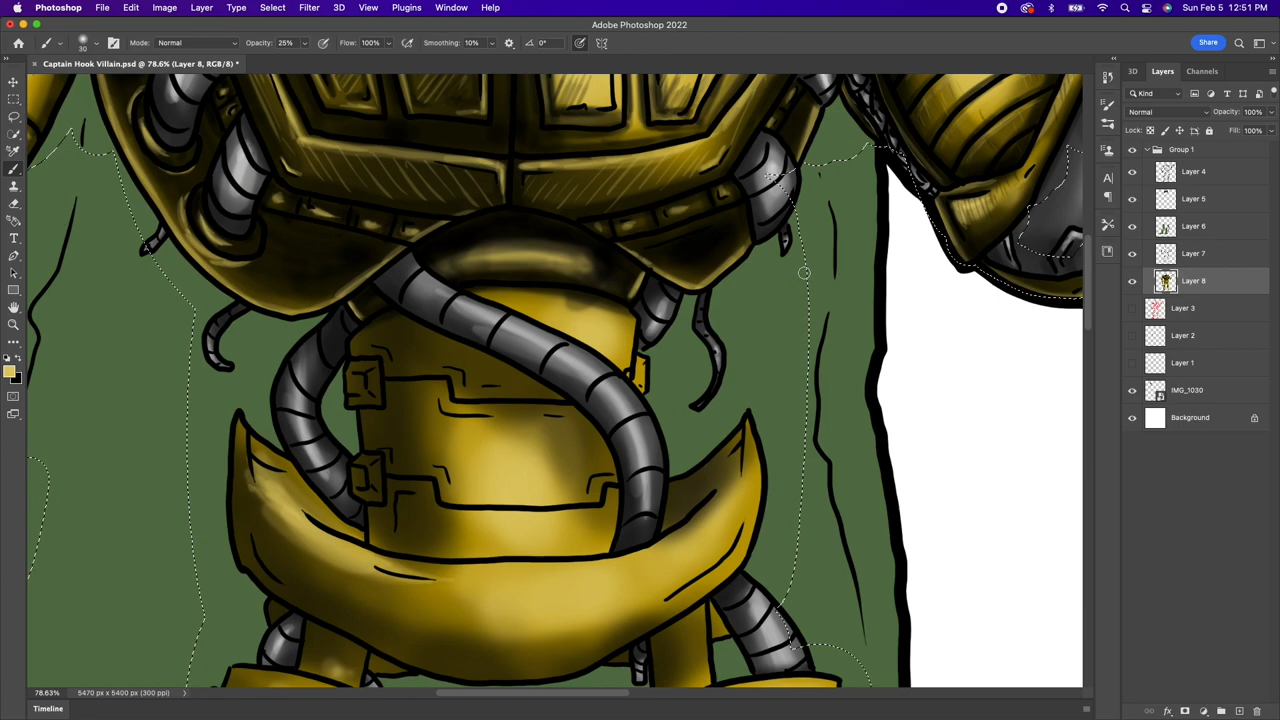 Photoshop File Edit Image Layer Type Select Filter 3D View Plugins Window Help Sun Feb 5 12:51 PM
Adobe Photoshop 2022
30 Mode: Normal Opacity: 25% Flow: 100% Smoothing: 10% 0° Share
Captain Hook Villain.psd @ 78.6% (Layer 8, RGB/8) *
3D Layers Channels
Kind
Normal Opacity: 100%
Lock: Fill: 100%
Group 1
Layer 4
Layer 5
Layer 6
Layer 7
Layer 8
Layer 3
Layer 2
Layer 1
IMG_1030
Background
78.63% 5470 px x 5400 px (300 ppi)
Timeline